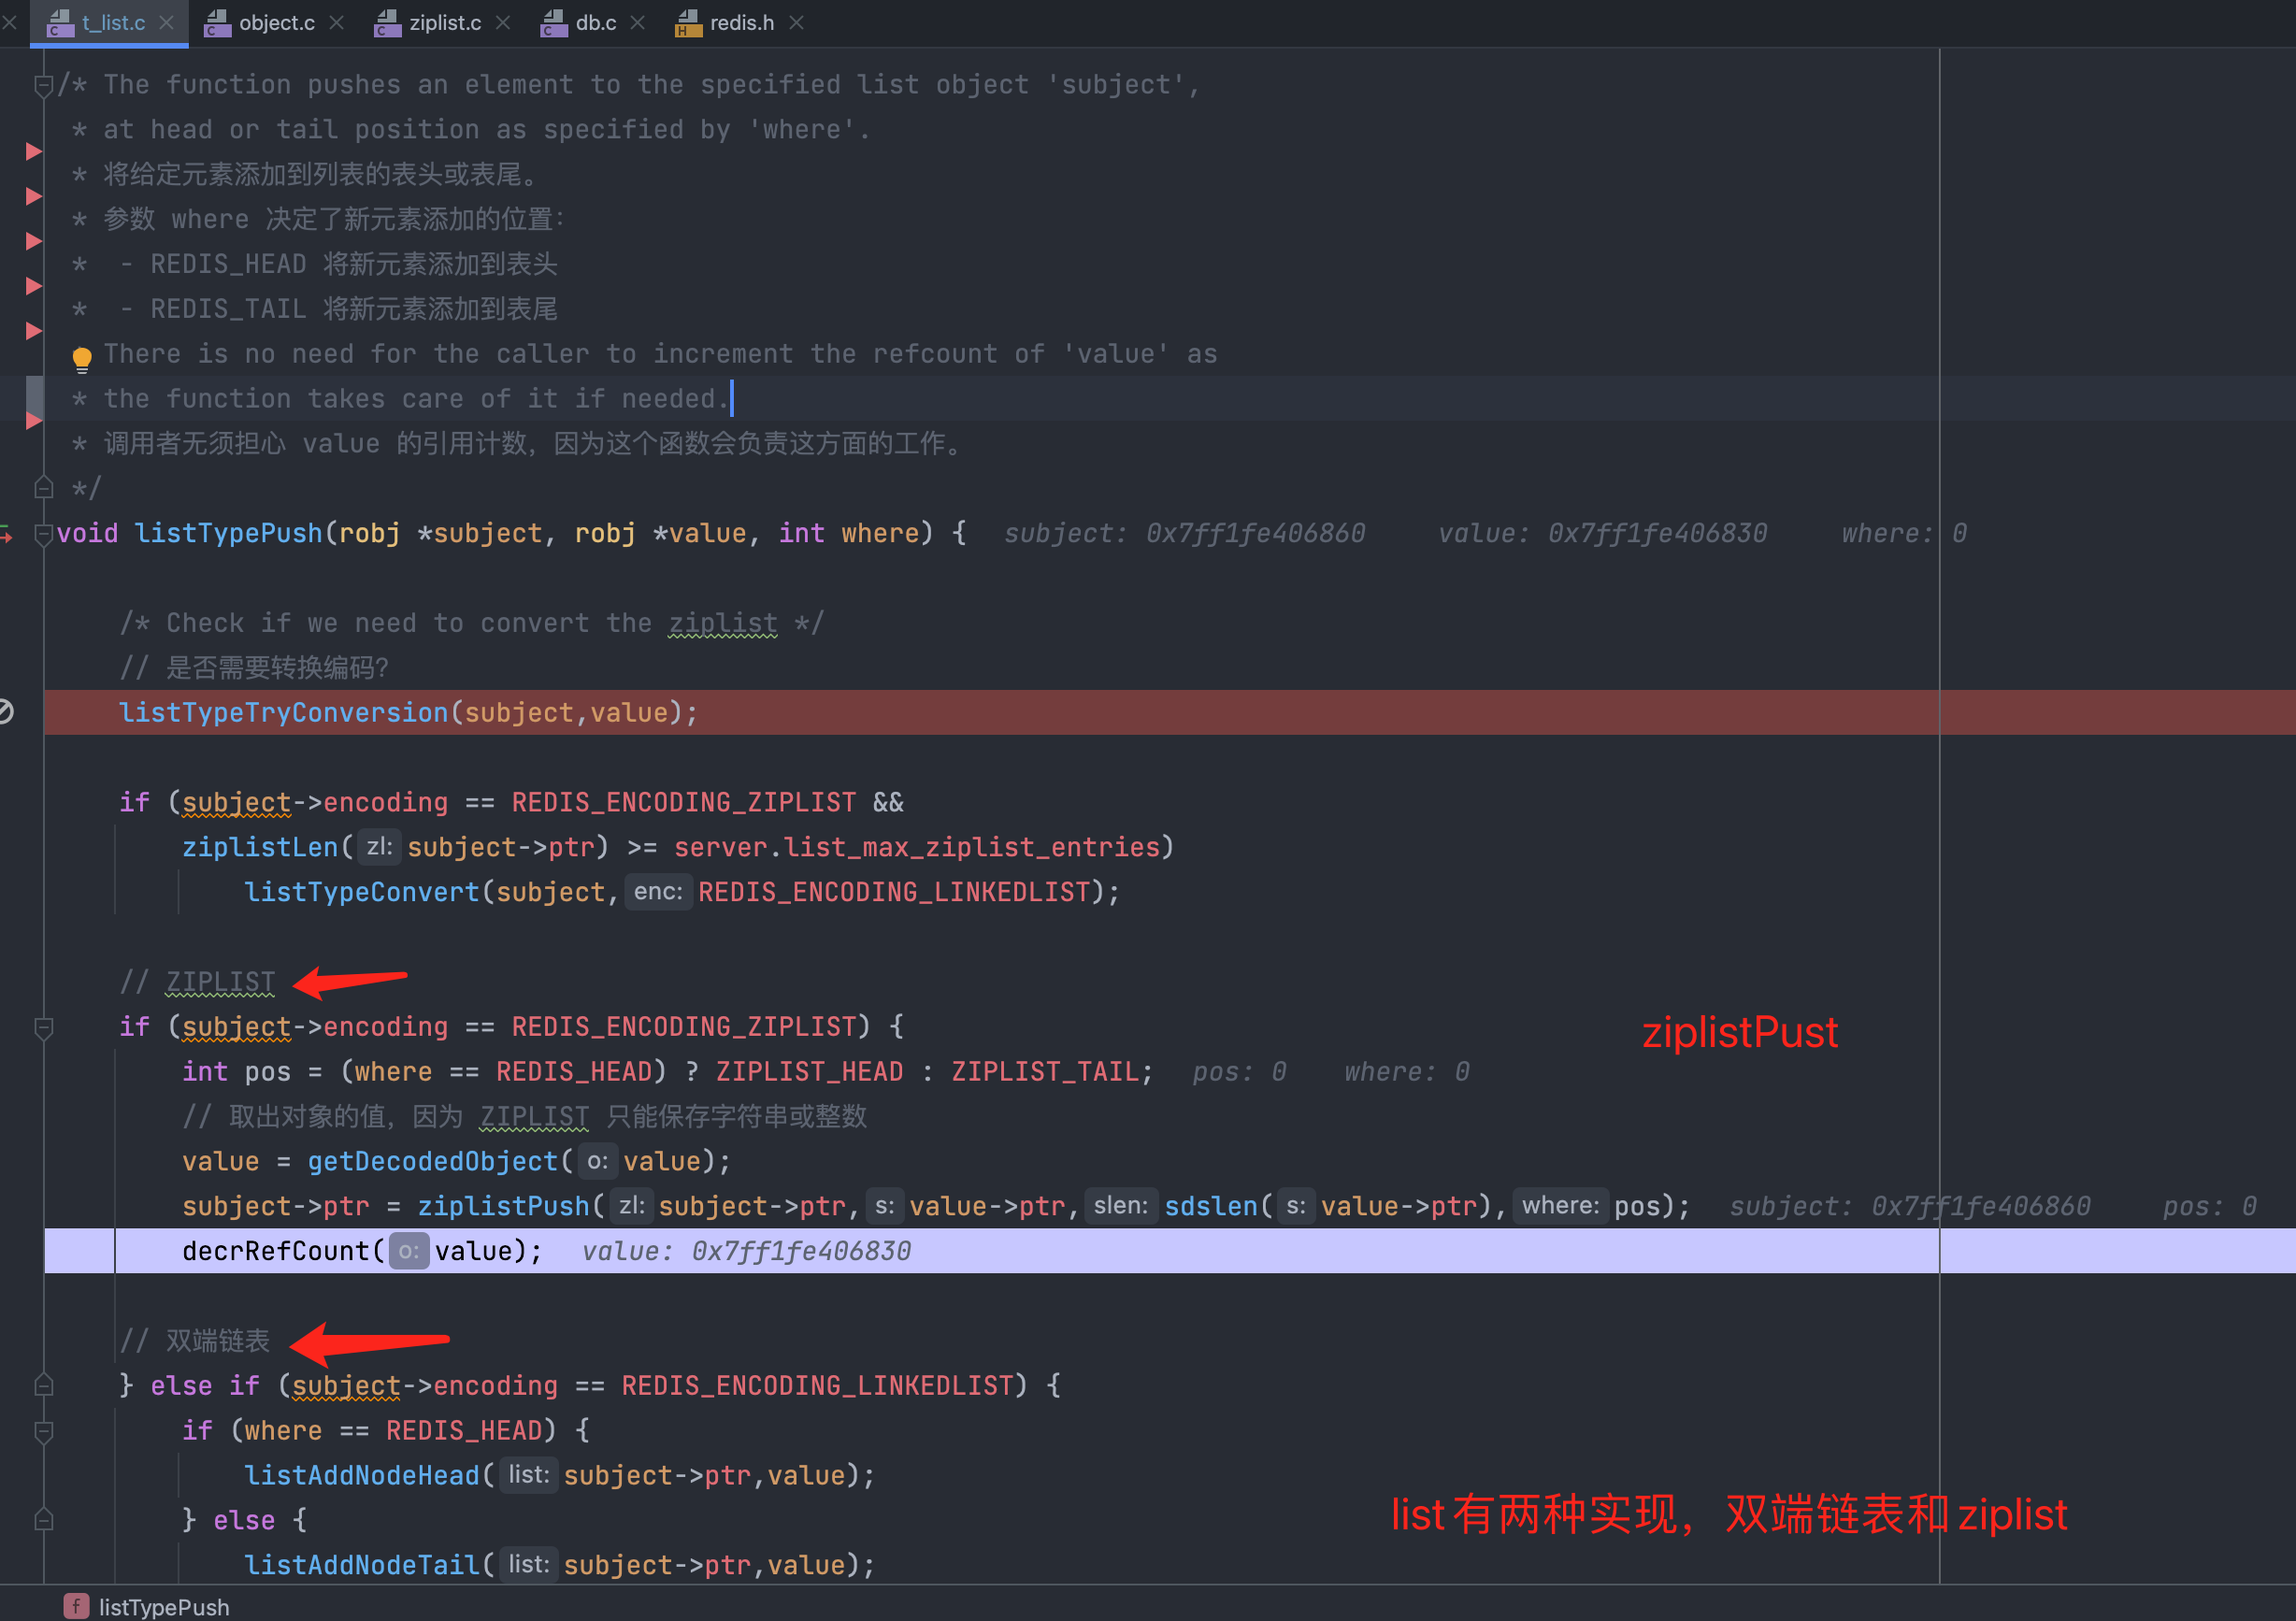 t_list.c object.c ziplist.c db.c redis.h
/* The function pushes an element to the specified list object 'subject',
* at head or tail position as specified by 'where'.
* 将给定元素添加到列表的表头或表尾。
* 参数 where 决定了新元素添加的位置：
* - REDIS_HEAD 将新元素添加到表头
* - REDIS_TAIL 将新元素添加到表尾
There is no need for the caller to increment the refcount of 'value' as
* the function takes care of it if needed.
* 调用者无须担心 value 的引用计数，因为这个函数会负责这方面的工作。
*/
void listTypePush(robj *subject, robj *value, int where) { subject: 0x7ff1fe406860 value: 0x7ff1fe406830 where: 0
/* Check if we need to convert the ziplist */
// 是否需要转换编码？
listTypeTryConversion(subject,value);
if (subject->encoding == REDIS_ENCODING_ZIPLIST &&
ziplistLen( zl: subject->ptr) >= server.list_max_ziplist_entries)
listTypeConvert(subject, enc: REDIS_ENCODING_LINKEDLIST);
// ZIPLIST
if (subject->encoding == REDIS_ENCODING_ZIPLIST) {
ziplistPust
int pos = (where == REDIS_HEAD) ? ZIPLIST_HEAD : ZIPLIST_TAIL; pos: 0 where: 0
// 取出对象的值，因为 ZIPLIST 只能保存字符串或整数
value = getDecodedObject( o: value);
subject->ptr = ziplistPush( zl: subject->ptr, s: value->ptr, slen: sdslen( s: value->ptr), where: pos); subject: 0x7ff1fe406860 pos: 0
decrRefCount( o: value); value: 0x7ff1fe406830
// 双端链表
} else if (subject->encoding == REDIS_ENCODING_LINKEDLIST) {
if (where == REDIS_HEAD) {
listAddNodeHead( list: subject->ptr,value);
} else {
list有两种实现，双端链表和ziplist
listAddNodeTail( list: subject->ptr,value);
f listTypePush